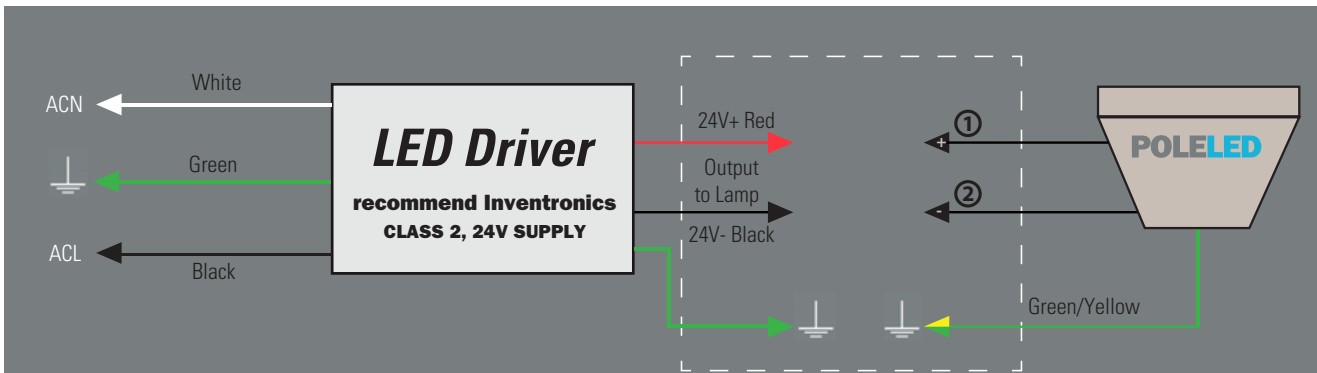 White
ACN
Green
ACL
Black
LED Driver
recommend Inventronics
CLASS 2, 24V SUPPLY
24V+ Red
Output
to Lamp
24V- Black
+
1
-
2
POLELED
Green/Yellow